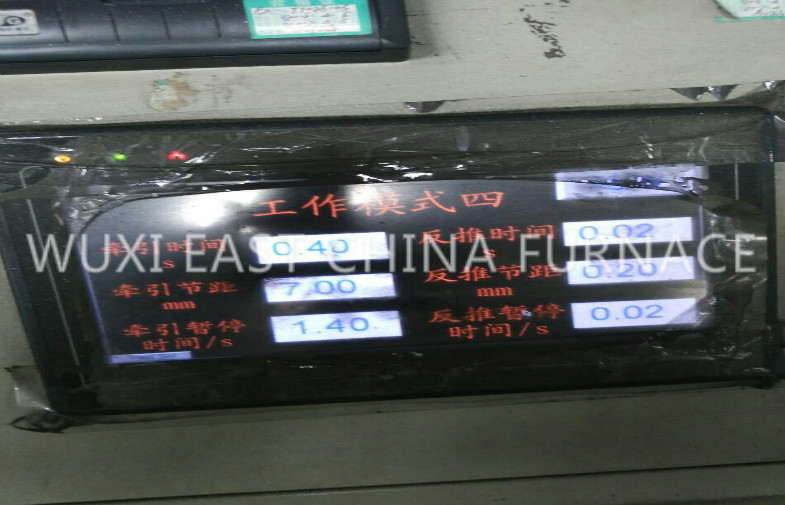 工作模式四
牵引时间 0.40 反推时间 0.02
s s
WUXI EAST CHINA FURNACE
牵引节距 7.00 反推节距 0.20
mm mm
牵引暂停 1.40 反推暂停 0.02
时间/s 时间/s